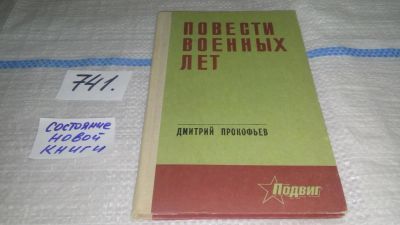 741.
СОСТОЯНИЕ
НОВОЙ
КНИГИ
ПОВЕСТИ
ВОЕННЫХ
ЛЕТ
ДМИТРИЙ ПРОКОФЬЕВ
Подвиг